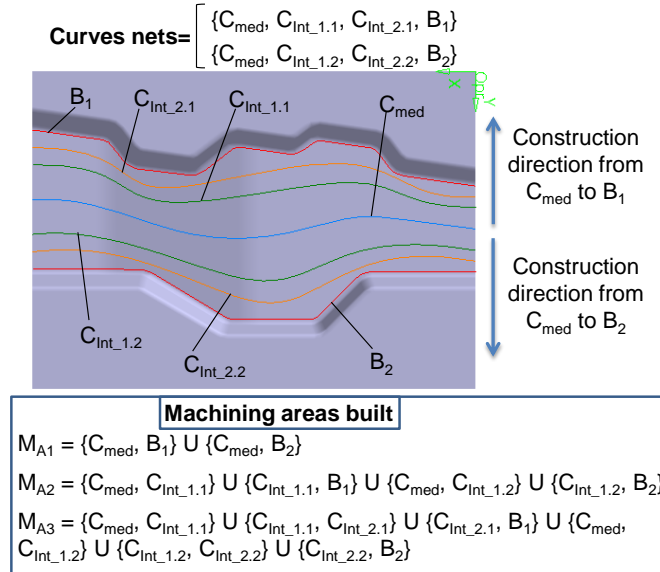 Curves nets=
{C_med, C_Int_1.1, C_Int_2.1, B_1}
{C_med, C_Int_1.2, C_Int_2.2, B_2}
B_1
C_Int_2.1
C_Int_1.1
C_med
X
Y
Construction
direction from
C_med to B_1
Construction
direction from
C_med to B_2
C_Int_1.2
C_Int_2.2
B_2
Machining areas built
M_A1 = {C_med, B_1} U {C_med, B_2}
M_A2 = {C_med, C_Int_1.1} U {C_Int_1.1, B_1} U {C_med, C_Int_1.2} U {C_Int_1.2, B_2}
M_A3 = {C_med, C_Int_1.1} U {C_Int_1.1, C_Int_2.1} U {C_Int_2.1, B_1} U {C_med,
C_Int_1.2} U {C_Int_1.2, C_Int_2.2} U {C_Int_2.2, B_2}